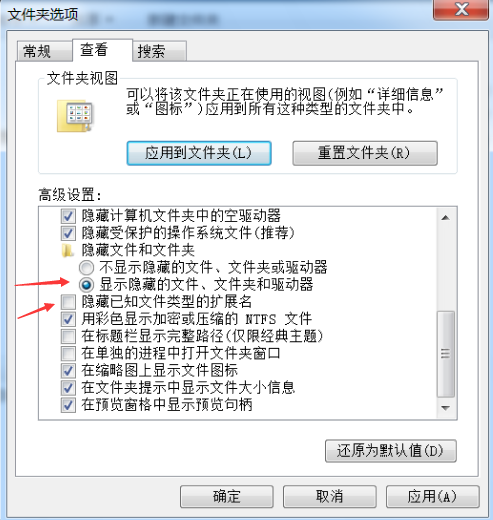 文件夹选项
常规
查看
搜索
文件夹视图
可以将该文件夹正在使用的视图(例如“详细信息”
或“图标”)应用到所有这种类型的文件夹中。
应用到文件夹(L)
重置文件夹(R)
高级设置:
隐藏计算机文件夹中的空驱动器
隐藏受保护的操作系统文件(推荐)
隐藏文件和文件夹
不显示隐藏的文件、文件夹或驱动器
显示隐藏的文件、文件夹和驱动器
隐藏已知文件类型的扩展名
用彩色显示加密或压缩的 NTFS 文件
在标题栏显示完整路径(仅限经典主题)
在单独的进程中打开文件夹窗口
在缩略图上显示文件图标
在文件夹提示中显示文件大小信息
在预览窗格中显示预览句柄
还原为默认值(D)
确定
取消
应用(A)